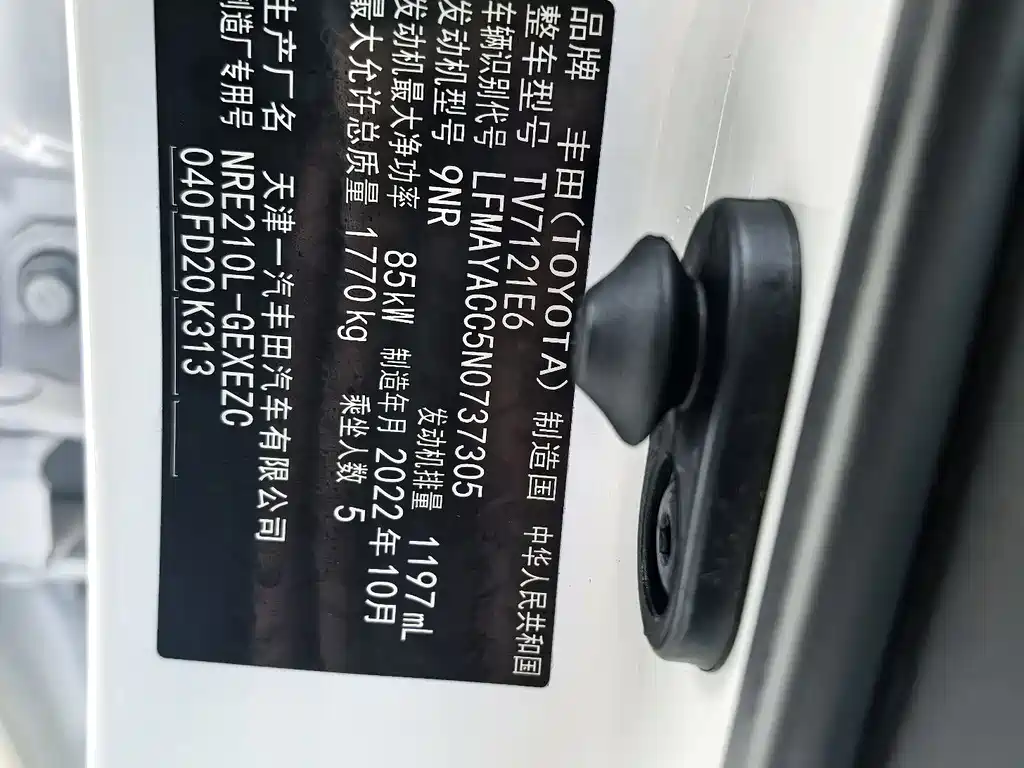 品牌 丰田(TOYOTA) 制造国 中华人民共和国
整车型号 TV7121E6
车辆识别代号 LFMAYACC5N0737305
发动机型号 9NR 发动机排量 1197mL
发动机最大净功率 85kW 制造年月 2022年10月
最大允许总质量 1770kg 乘坐人数 5
生产厂名 天津一汽丰田汽车有限公司
制造厂专用号 NRE210L-GEXEZC
040FD20K313